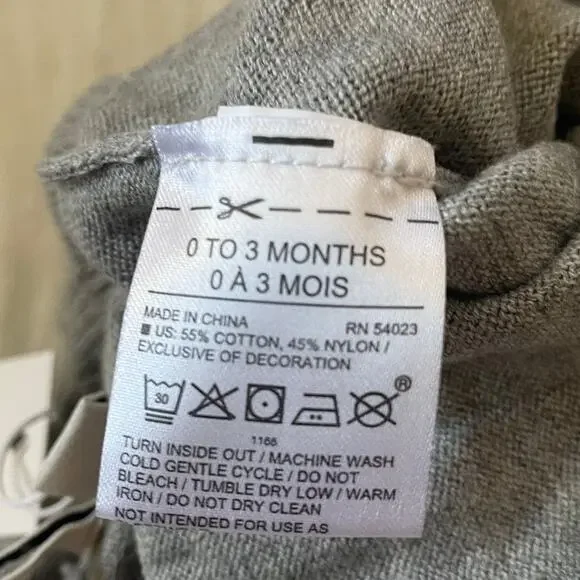 0 TO 3 MONTHS
0 À 3 MOIS
MADE IN CHINA RN 54023
US: 55% COTTON, 45% NYLON /
EXCLUSIVE OF DECORATION
30 ®
1166
TURN INSIDE OUT / MACHINE WASH
COLD GENTLE CYCLE / DO NOT
BLEACH / TUMBLE DRY LOW / WARM
IRON / DO NOT DRY CLEAN
NOT INTENDED FOR USE AS